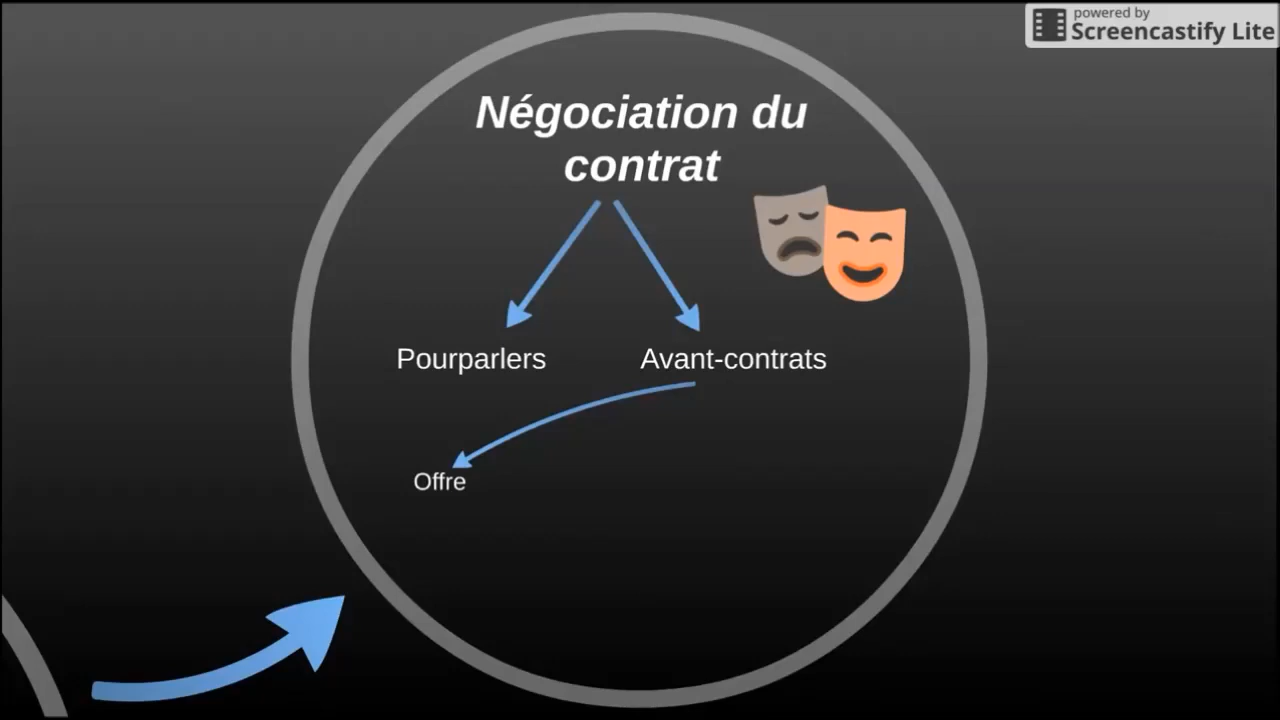 powered by
Screencastify Lite
Négociation du
contrat
Pourparlers
Avant-contrats
Offre